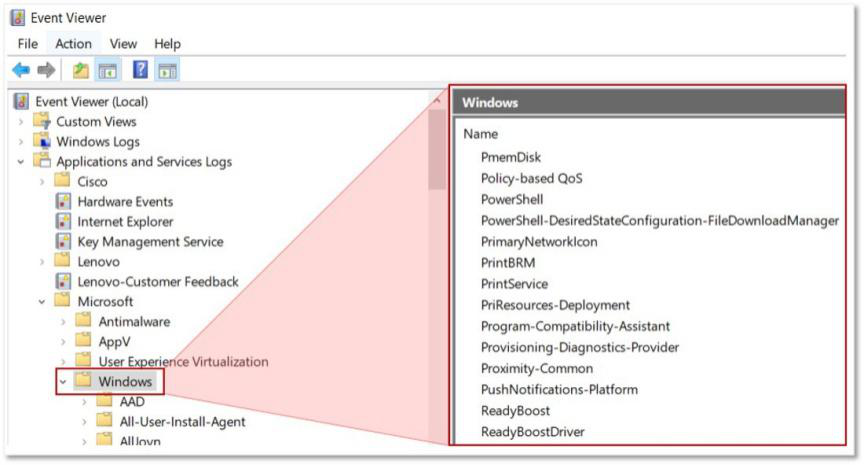 Event Viewer
File Action View Help
Event Viewer (Local)
Custom Views
Windows Logs
Applications and Services Logs
Cisco
Hardware Events
Internet Explorer
Key Management Service
Lenovo
Lenovo-Customer Feedback
Microsoft
Antimalware
AppV
User Experience Virtualization
Windows
AAD
All-User-Install-Agent
AllJoyn
Windows
Name
PmemDisk
Policy-based QoS
PowerShell
PowerShell-DesiredStateConfiguration-FileDownloadManager
PrimaryNetworkIcon
PrintBRM
PrintService
PriResources-Deployment
Program-Compatibility-Assistant
Provisioning-Diagnostics-Provider
Proximity-Common
PushNotifications-Platform
ReadyBoost
ReadyBoostDriver